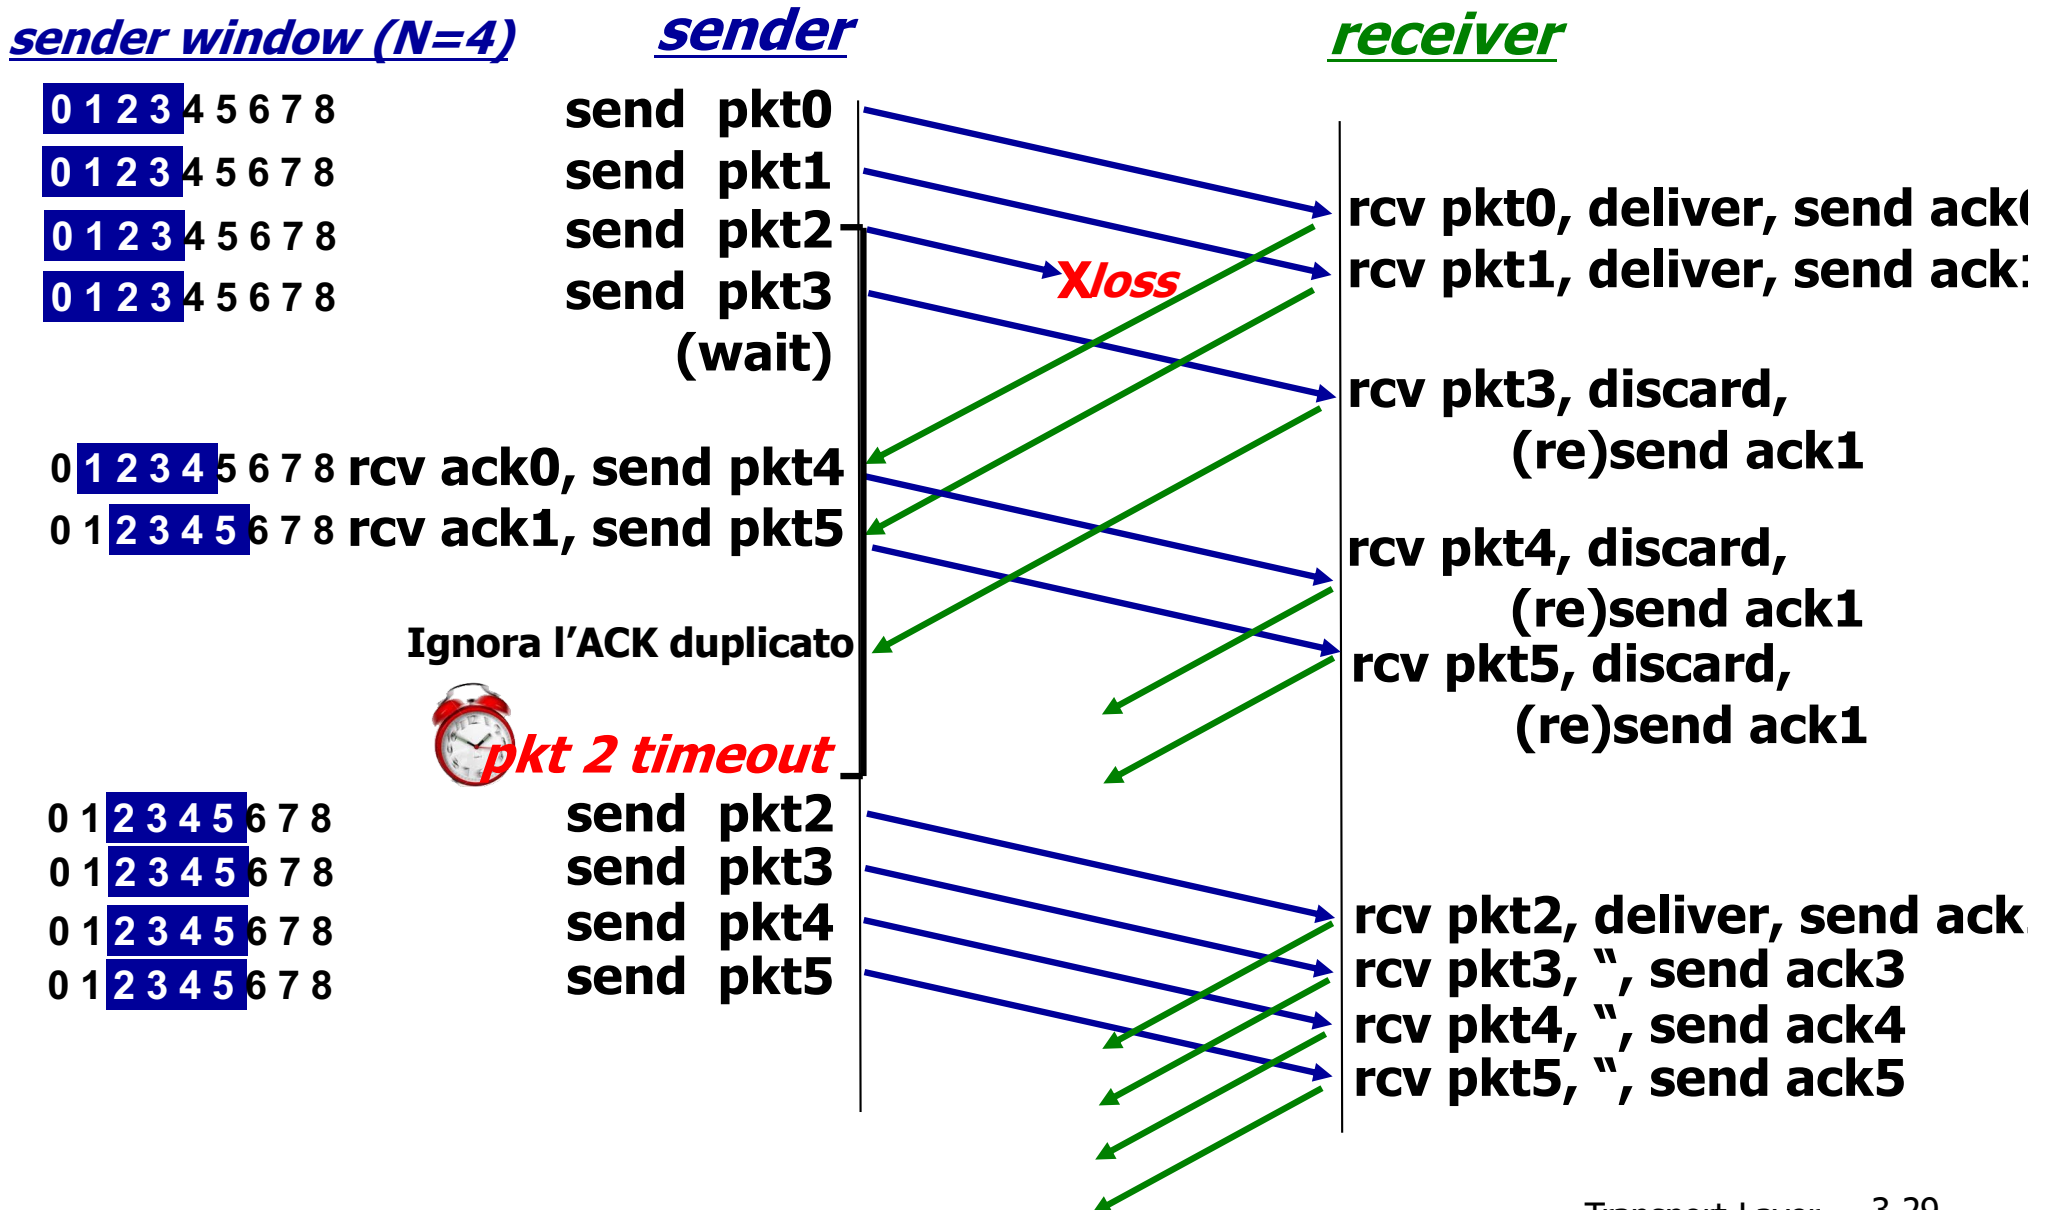 sender window (N=4) sender receiver
0 1 2 3 4 5 6 7 8 send pkt0
0 1 2 3 4 5 6 7 8 send pkt1
rcv pkt0, deliver, send
0 1 2 3 4 5 6 7 8 send pkt2
Xloss
rcv pkt1, deliver, send
0 1 2 3 4 5 6 7 8 send pkt3
(wait)
rcv pkt3, discard,
(re)send ack1
0 1 2 3 4 5 6 7 8 rcv ack0, send pkt4
0 1 2 3 4 5 6 7 8 rcv ack1, send pkt5
rcv pkt4, discard,
(re)send ack1
Ignora l’ACK duplicato
rcv pkt5, discard,
(re)send ack1
pkt 2 timeout
0 1 2 3 4 5 6 7 8 send pkt2
0 1 2 3 4 5 6 7 8 send pkt3
0 1 2 3 4 5 6 7 8 send pkt4
0 1 2 3 4 5 6 7 8 send pkt5
rcv pkt2, deliver, send
rcv pkt3, “, send ack3
rcv pkt4, “, send ack4
rcv pkt5, “, send ack5
Transport Layer 3-29